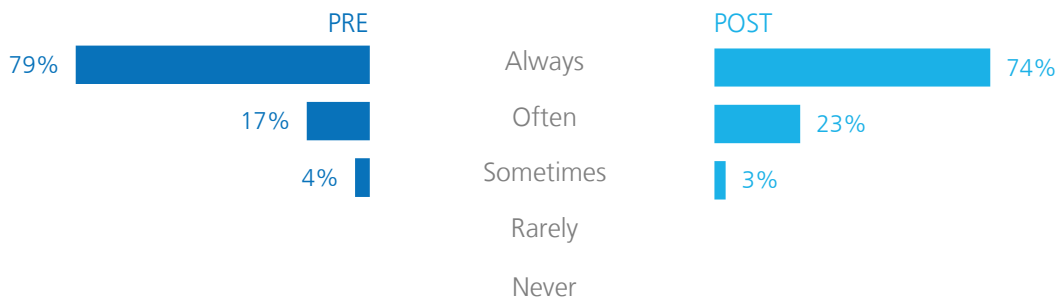 PRE POST
79% Always 74%
17% Often 23%
4% Sometimes 3%
Rarely
Never